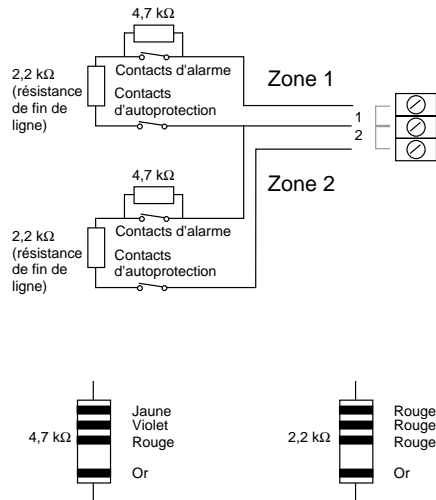 4,7 kΩ
2,2 kΩ
(résistance
de fin de
ligne)
Contacts d'alarme
Contacts
d'autoprotection
Zone 1
1
2
4,7 kΩ
Zone 2
2,2 kΩ
(résistance
de fin de
ligne)
Contacts d'alarme
Contacts
d'autoprotection
4,7 kΩ
Jaune
Violet
Rouge
Or
2,2 kΩ
Rouge
Rouge
Rouge
Or